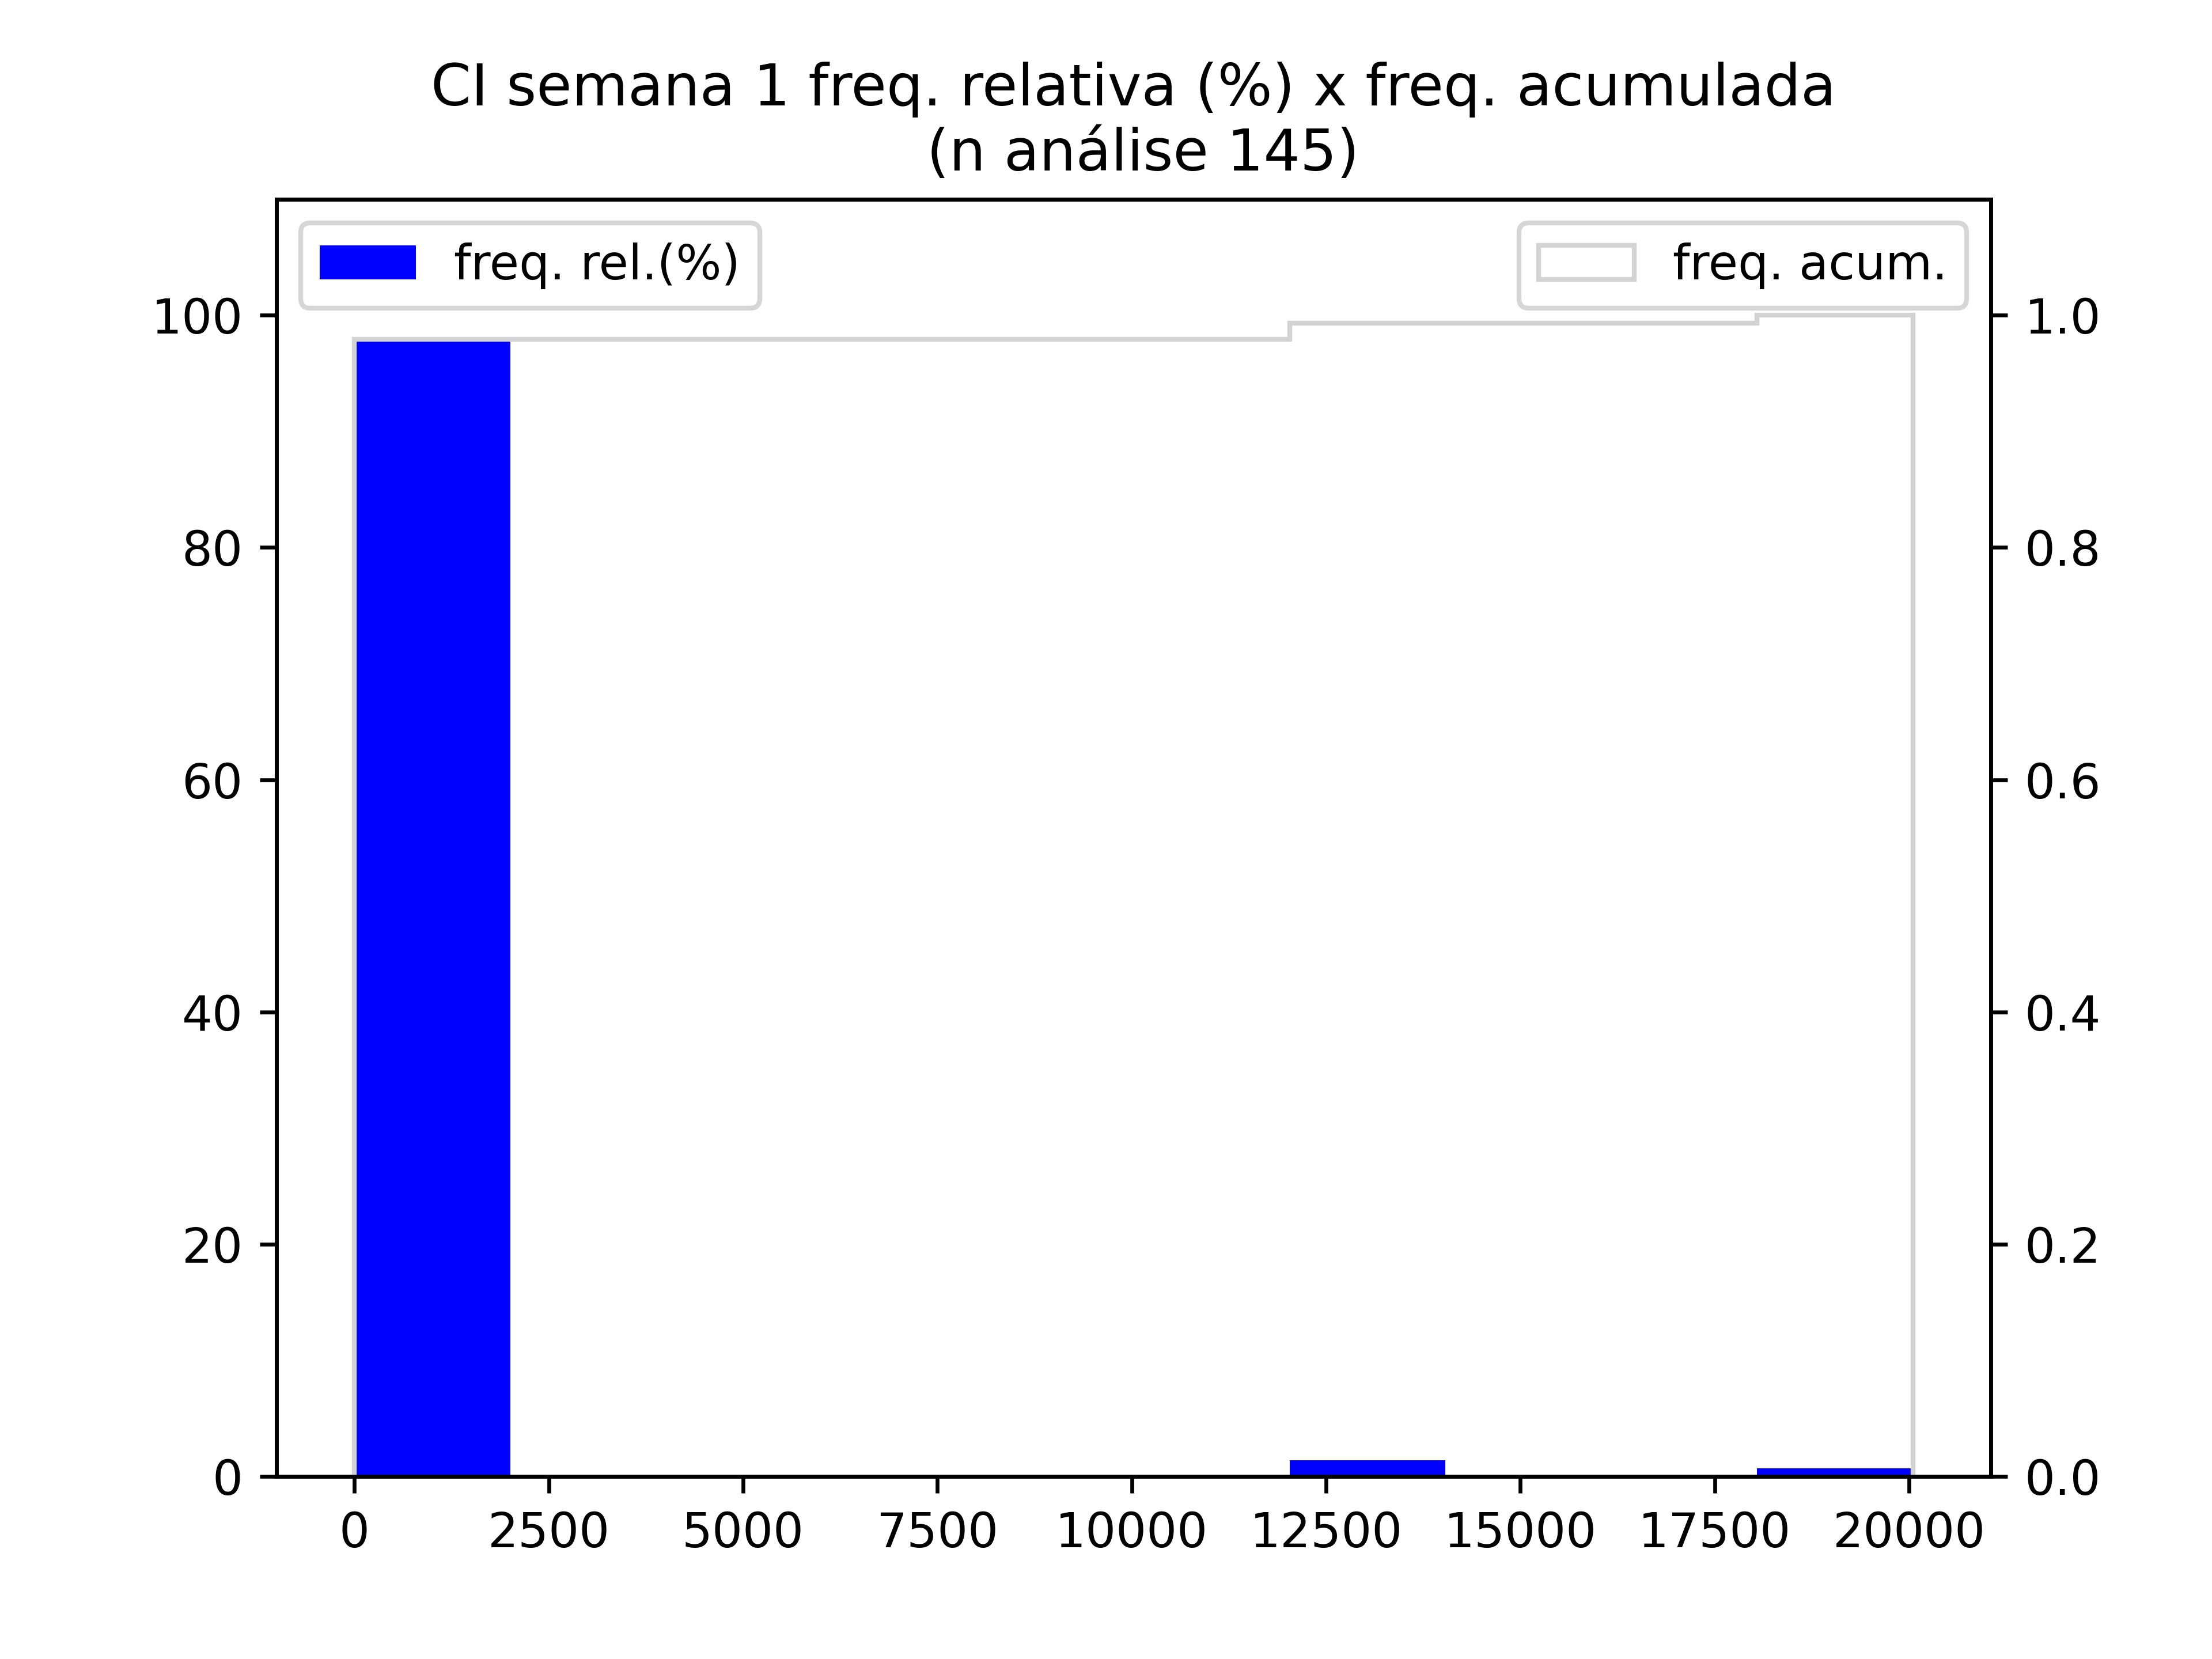 CI semana 1 freq. relativa (%) x freq. acumulada
(n análise 145)
freq. rel.(%)
freq. acum.
100
80
60
40
20
0
1.0
0.8
0.6
0.4
0.2
0.0
0 2500 5000 7500 10000 12500 15000 17500 20000